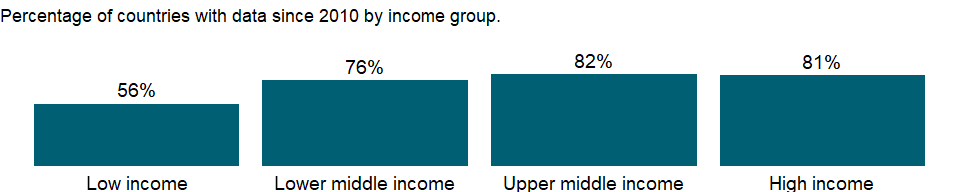 Percentage of countries with data since 2010 by income group.
56%
76%
82%
81%
Low income
Lower middle income
Upper middle income
High income